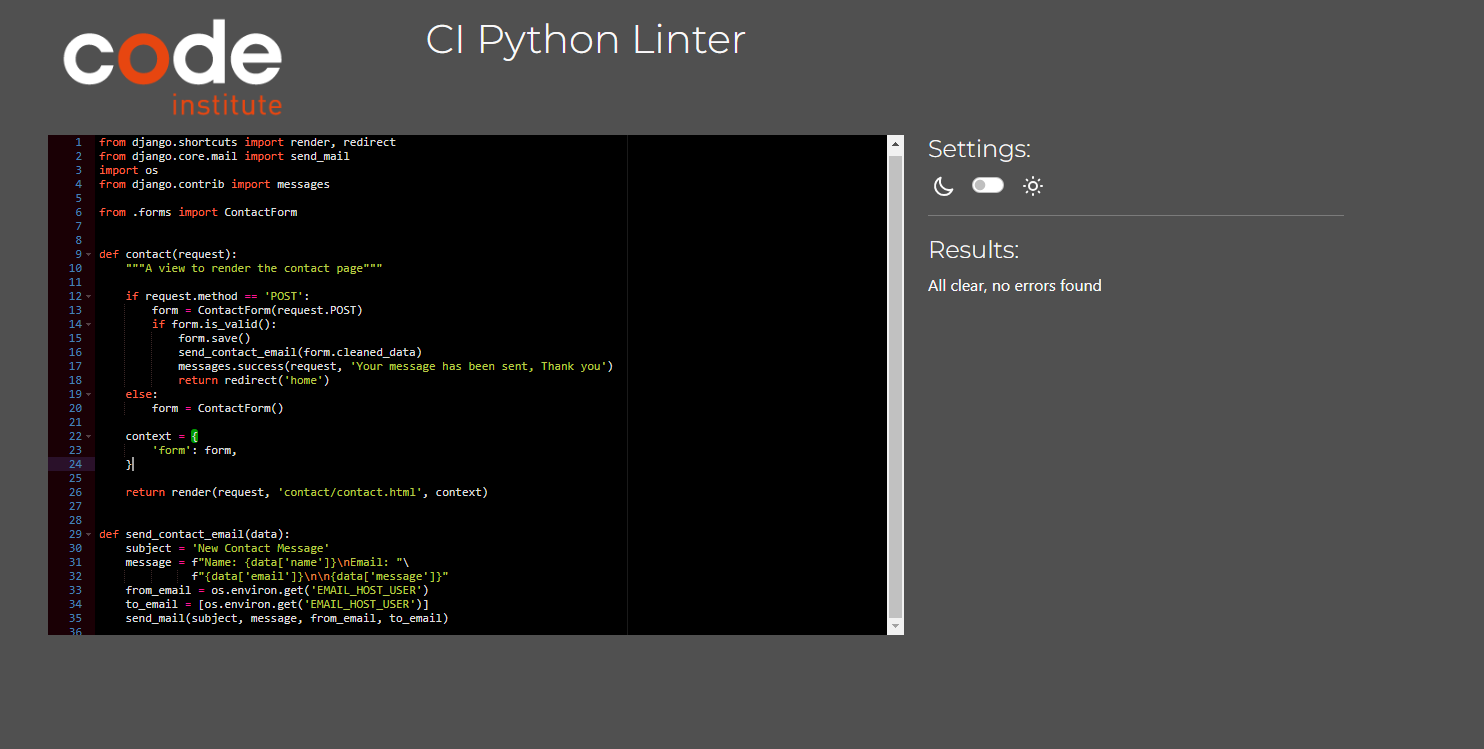 code
institute
CI Python Linter
1 from django.shortcuts import render, redirect
2 from django.core.mail import send_mail
3 import os
4 from django.contrib import messages
5
6 from .forms import ContactForm
7
8
9 def contact(request):
10     """A view to render the contact page"""
11
12     if request.method == 'POST':
13         form = ContactForm(request.POST)
14         if form.is_valid():
15             form.save()
16             send_contact_email(form.cleaned_data)
17             messages.success(request, 'Your message has been sent, Thank you')
18             return redirect('home')
19     else:
20         form = ContactForm()
21
22     context = {
23         'form': form,
24     }
25
26     return render(request, 'contact/contact.html', context)
27
28
29 def send_contact_email(data):
30     subject = 'New Contact Message'
31     message = f"Name: {data['name']}\nEmail: "\
32               f"{data['email']}\n\n{data['message']}"
33     from_email = os.environ.get('EMAIL_HOST_USER')
34     to_email = [os.environ.get('EMAIL_HOST_USER')]
35     send_mail(subject, message, from_email, to_email)
36
Settings:
Results:
All clear, no errors found